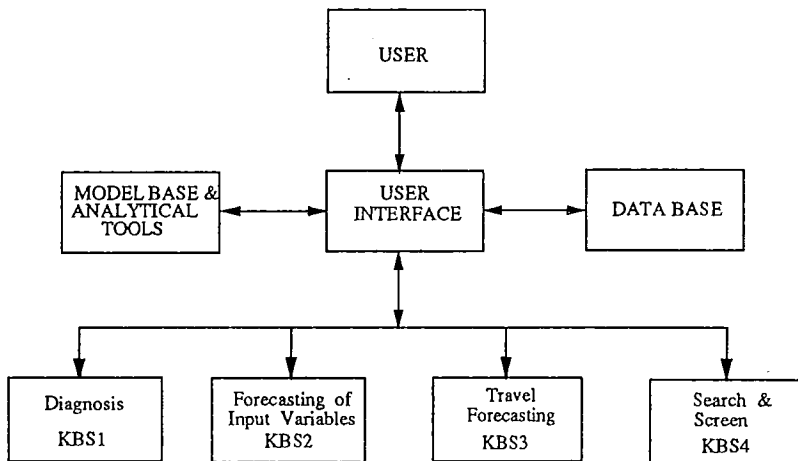 USER
MODEL BASE &
ANALYTICAL
TOOLS
USER
INTERFACE
DATA BASE
Diagnosis
KBS1
Forecasting of
Input Variables
KBS2
Travel
Forecasting
KBS3
Search &
Screen
KBS4